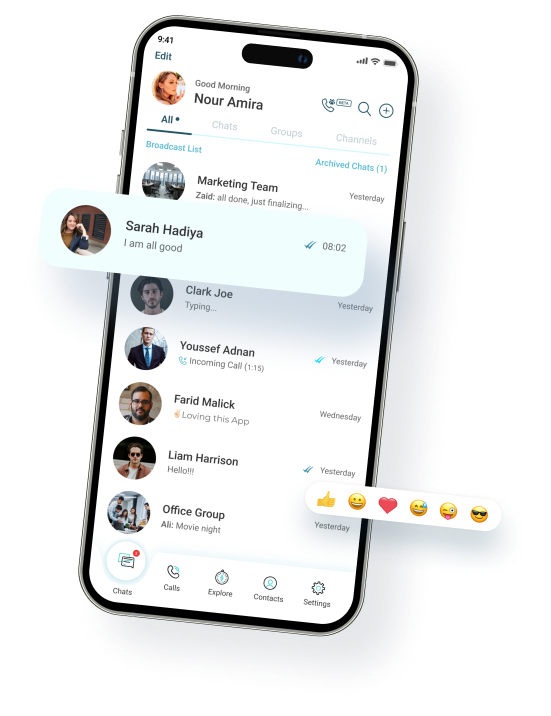 9:41
Edit
Good Morning
Nour Amira
BETA
All
Chats
Groups
Channels
Broadcast List
Archived Chats (1)
Marketing Team
Yesterday
Zaid: all done, just finalizing...
Sarah Hadiya
08:02
I am all good
Clark Joe
Yesterday
Typing...
Youssef Adnan
Yesterday
Incoming Call (1:15)
Farid Malick
Wednesday
✌🏼Loving this App
Liam Harrison
Yesterday
Hello!!!
Office Group
Yesterday
Ali: Movie night
Chats
Calls
Explore
Contacts
Settings